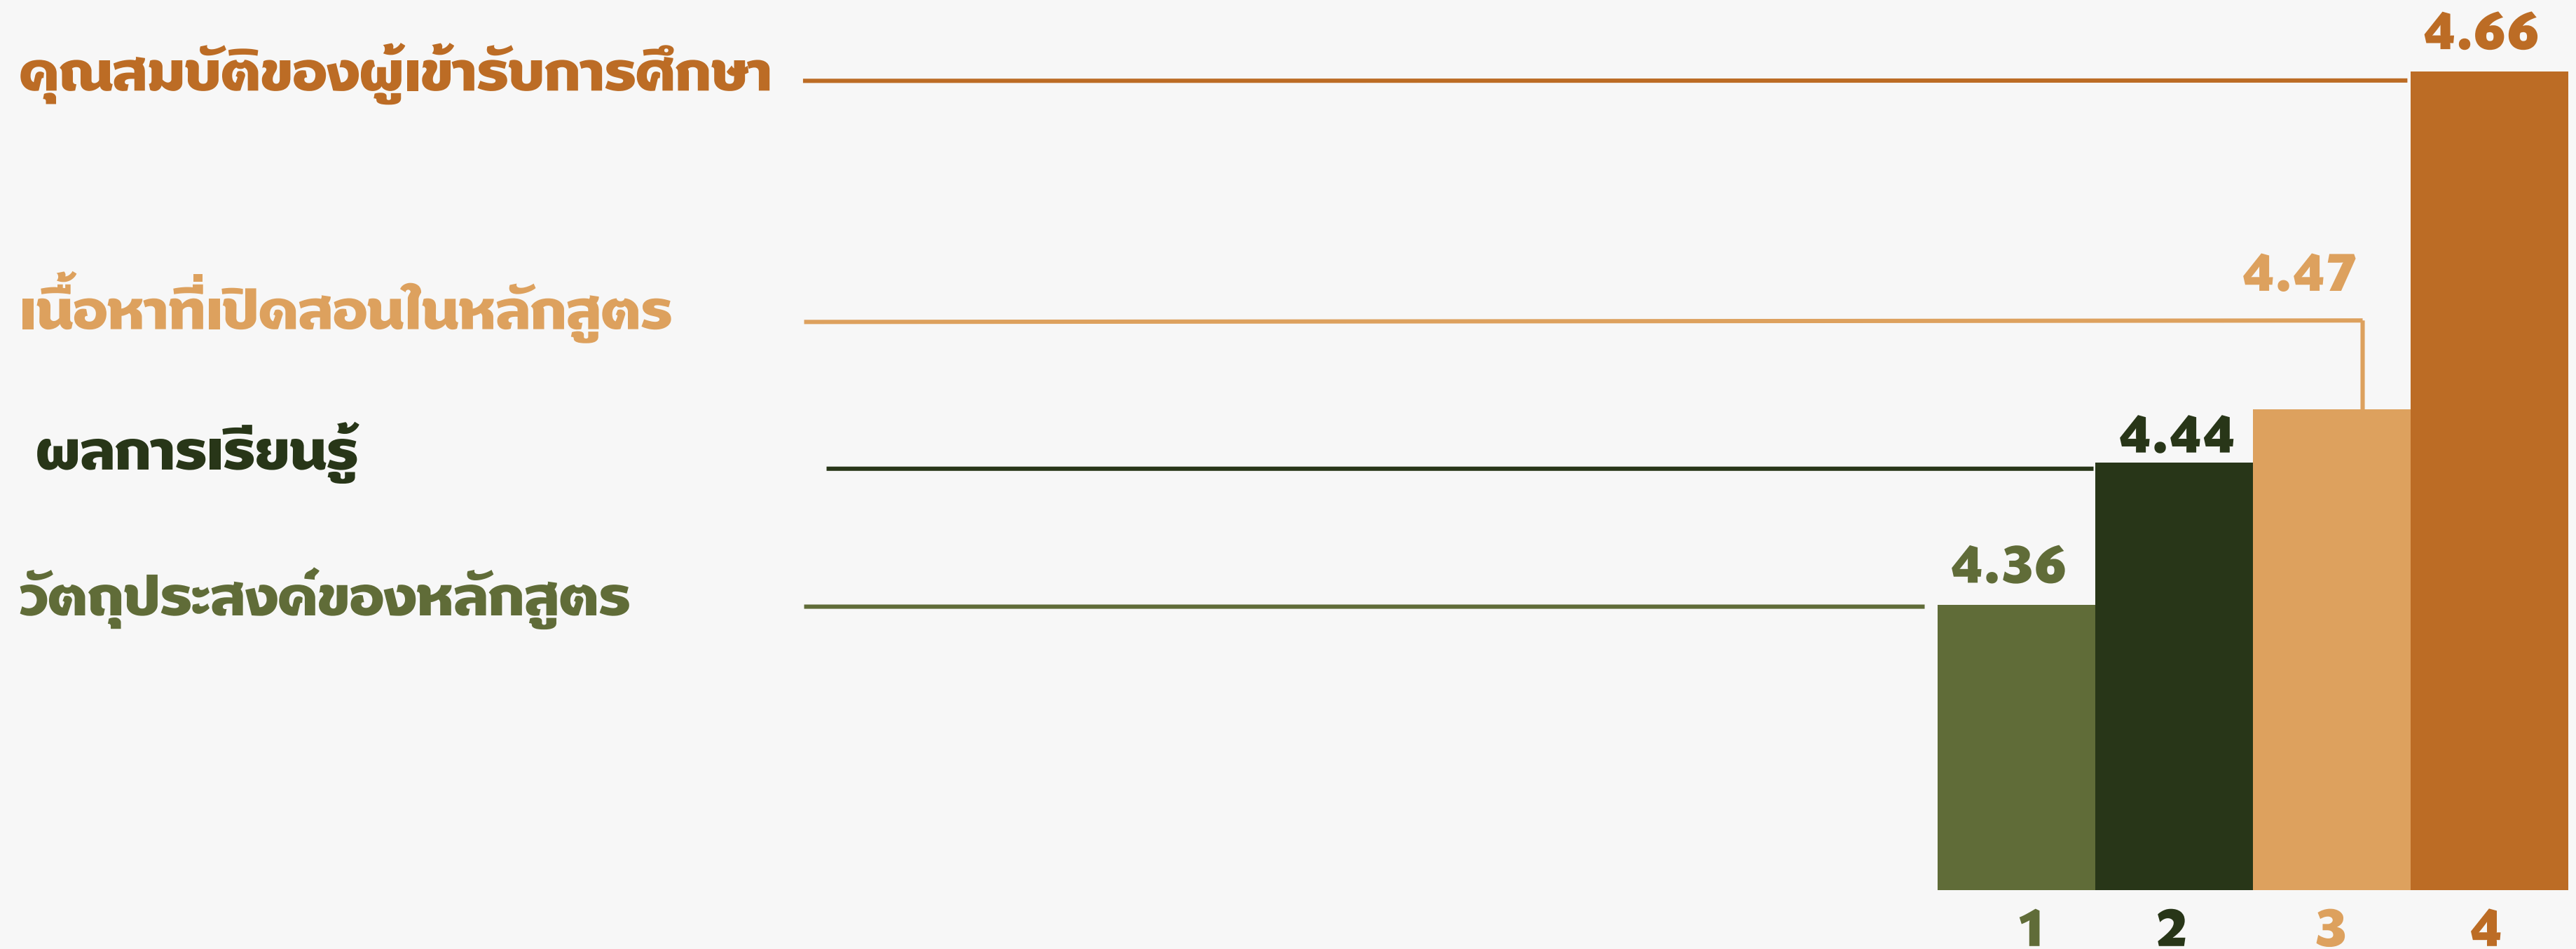 คุณสมบัติของผู้เข้ารับการศึกษา
4.66
เนื้อหาที่เปิดสอนในหลักสูตร
4.47
ผลการเรียนรู้
4.44
วัตถุประสงค์ของหลักสูตร
4.36
1 2 3 4